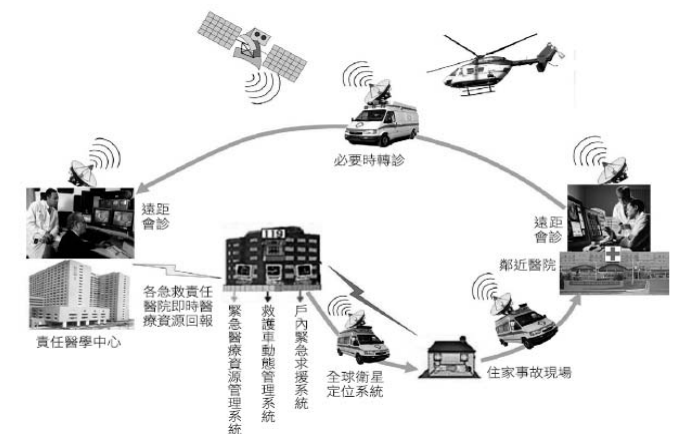 必要時轉診
遠距
會診
遠距
會診
鄰近醫院
119
各急救責任
醫院即時醫
療資源回報
責任醫學中心
緊急醫療資源管理系統
救護車動態管理系統
戶內緊急求援系統
全球衛星
定位系統
住家事故現場